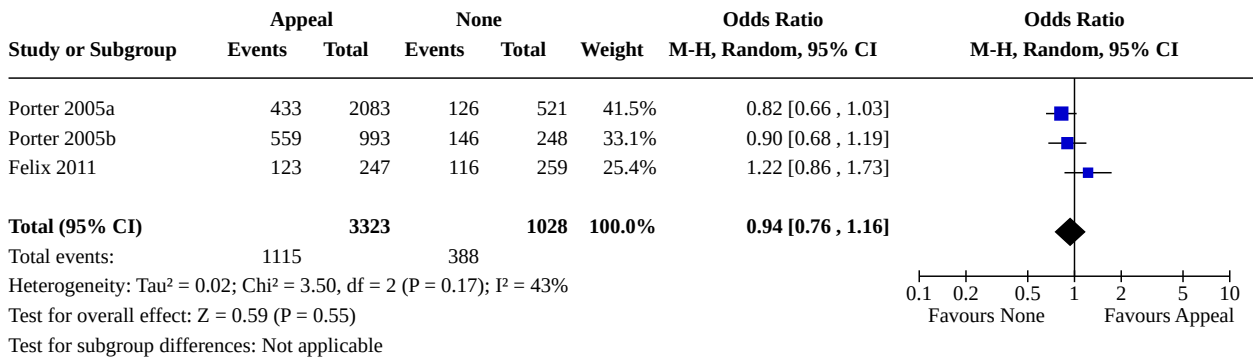 Appeal None Odds Ratio Odds Ratio
Study or Subgroup Events Total Events Total Weight M-H, Random, 95% CI M-H, Random, 95% CI
Porter 2005a 433 2083 126 521 41.5% 0.82 [0.66 , 1.03]
Porter 2005b 559 993 146 248 33.1% 0.90 [0.68 , 1.19]
Felix 2011 123 247 116 259 25.4% 1.22 [0.86 , 1.73]
Total (95% CI) 3323 1028 100.0% 0.94 [0.76 , 1.16]
Total events: 1115 388
Heterogeneity: Tau² = 0.02; Chi² = 3.50, df = 2 (P = 0.17); I² = 43%
0.1 0.2 0.5 1 2 5 10
Test for overall effect: Z = 0.59 (P = 0.55)
Favours None Favours Appeal
Test for subgroup differences: Not applicable